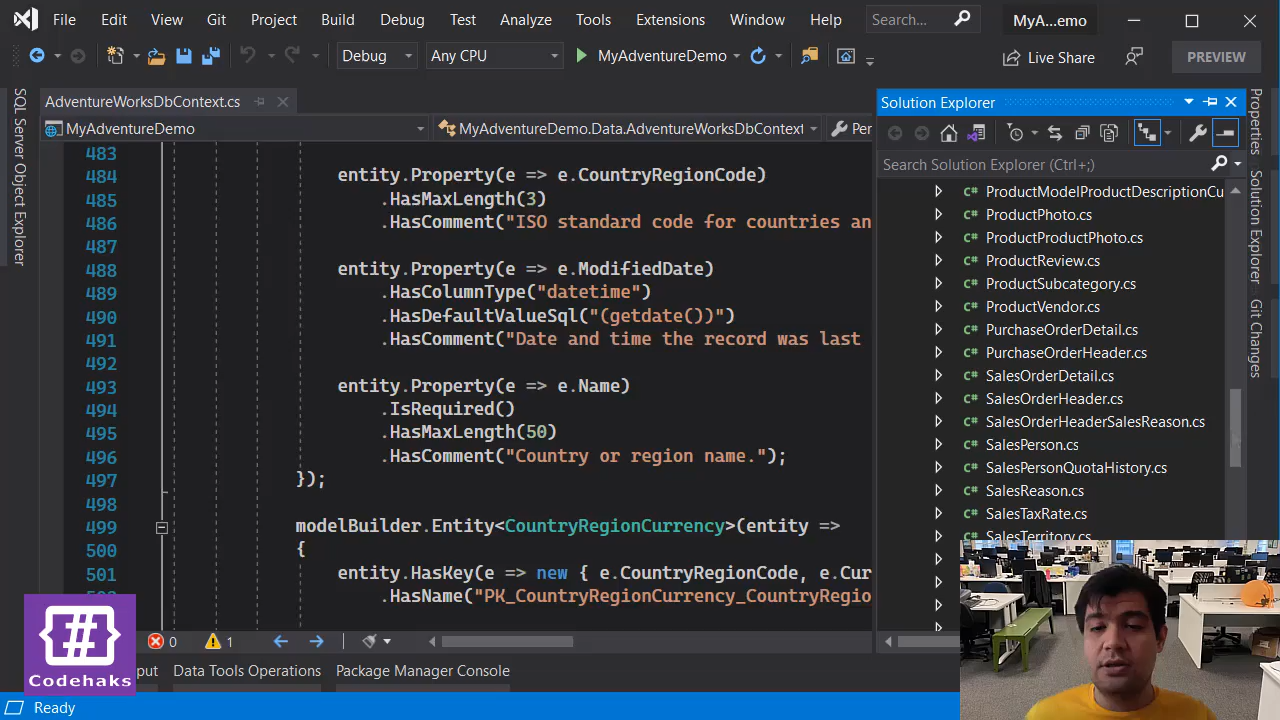 File Edit View Git Project Build Debug Test Analyze Tools Extensions Window Help Search... MyA...emo
Debug Any CPU MyAdventureDemo Live Share PREVIEW
SQL Server Object Explorer
AdventureWorksDbContext.cs
MyAdventureDemo MyAdventureDemo.Data.AdventureWorksDbContext Per
483
484 entity.Property(e => e.CountryRegionCode)
485 .HasMaxLength(3)
486 .HasComment("ISO standard code for countries an
487
488 entity.Property(e => e.ModifiedDate)
489 .HasColumnType("datetime")
490 .HasDefaultValueSql("(getdate())")
491 .HasComment("Date and time the record was last
492
493 entity.Property(e => e.Name)
494 .IsRequired()
495 .HasMaxLength(50)
496 .HasComment("Country or region name.");
497 });
498
499 modelBuilder.Entity<CountryRegionCurrency>(entity =>
500 {
501 entity.HasKey(e => new { e.CountryRegionCode, e.Cur
.HasName("PK_CountryRegionCurrency_CountryRegio
0 1
Solution Explorer
Search Solution Explorer (Ctrl+;)
ProductModelProductDescriptionCu
C# ProductPhoto.cs
C# ProductProductPhoto.cs
C# ProductReview.cs
C# ProductSubcategory.cs
C# ProductVendor.cs
C# PurchaseOrderDetail.cs
C# PurchaseOrderHeader.cs
C# SalesOrderDetail.cs
C# SalesOrderHeader.cs
C# SalesOrderHeaderSalesReason.cs
C# SalesPerson.cs
C# SalesPersonQuotaHistory.cs
C# SalesReason.cs
C# SalesTaxRate.cs
C# SalesTerritory.cs
Properties
Solution Explorer
Git Changes
put Data Tools Operations Package Manager Console
{#}
Codehaks
Ready